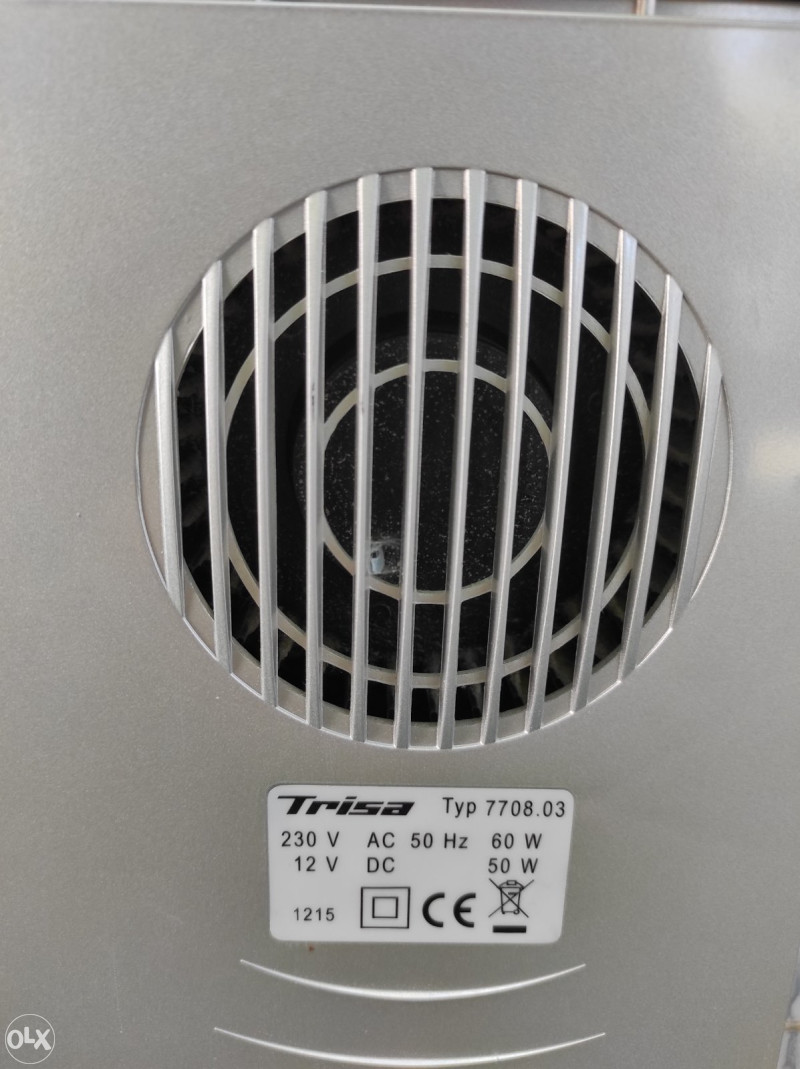 Trisa Typ 7708.03
230 V AC 50 Hz 60 W
12 V DC 50 W
1215 CE
OLX